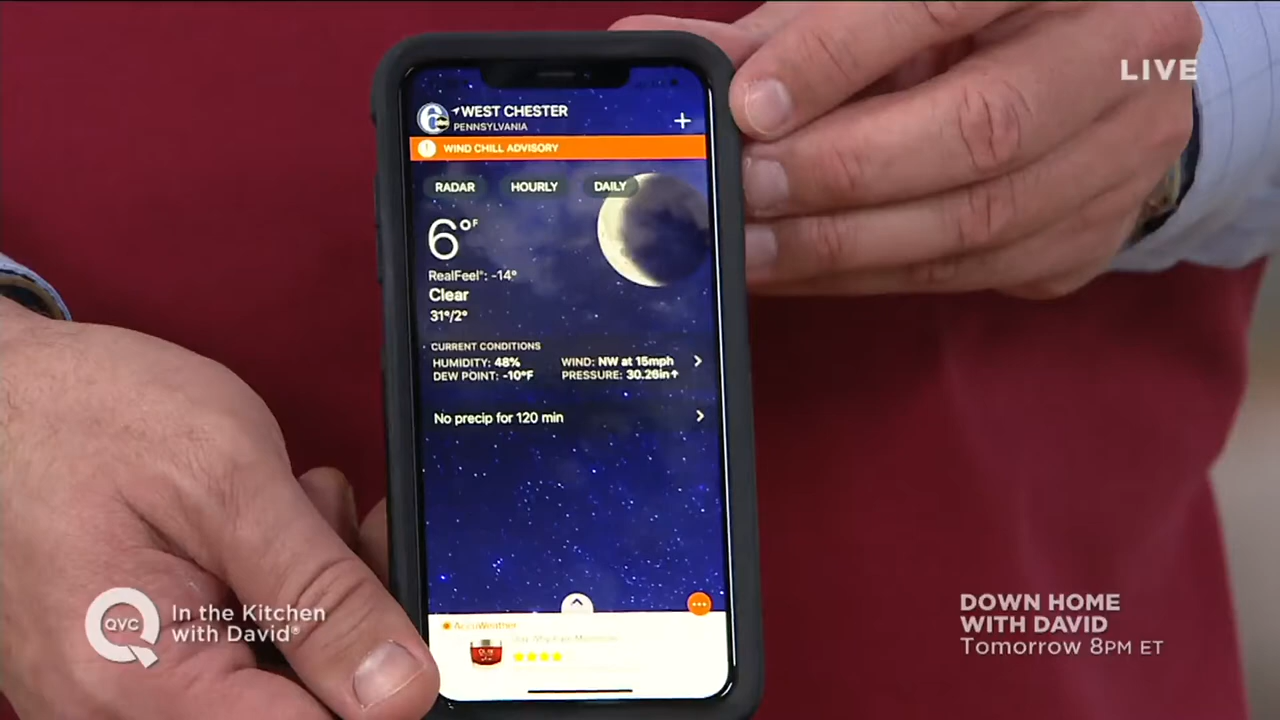 LIVE
6
WEST CHESTER
PENNSYLVANIA
+
! WIND CHILL ADVISORY
RADAR HOURLY DAILY
6°F
RealFeel®: -14°
Clear
31°/2°
CURRENT CONDITIONS
HUMIDITY: 48% WIND: NW at 15mph
DEW POINT: -10°F PRESSURE: 30.26in↑
No precip for 120 min
AccuWeather
QVC
In the Kitchen
with David®
DOWN HOME
WITH DAVID
Tomorrow 8PM ET